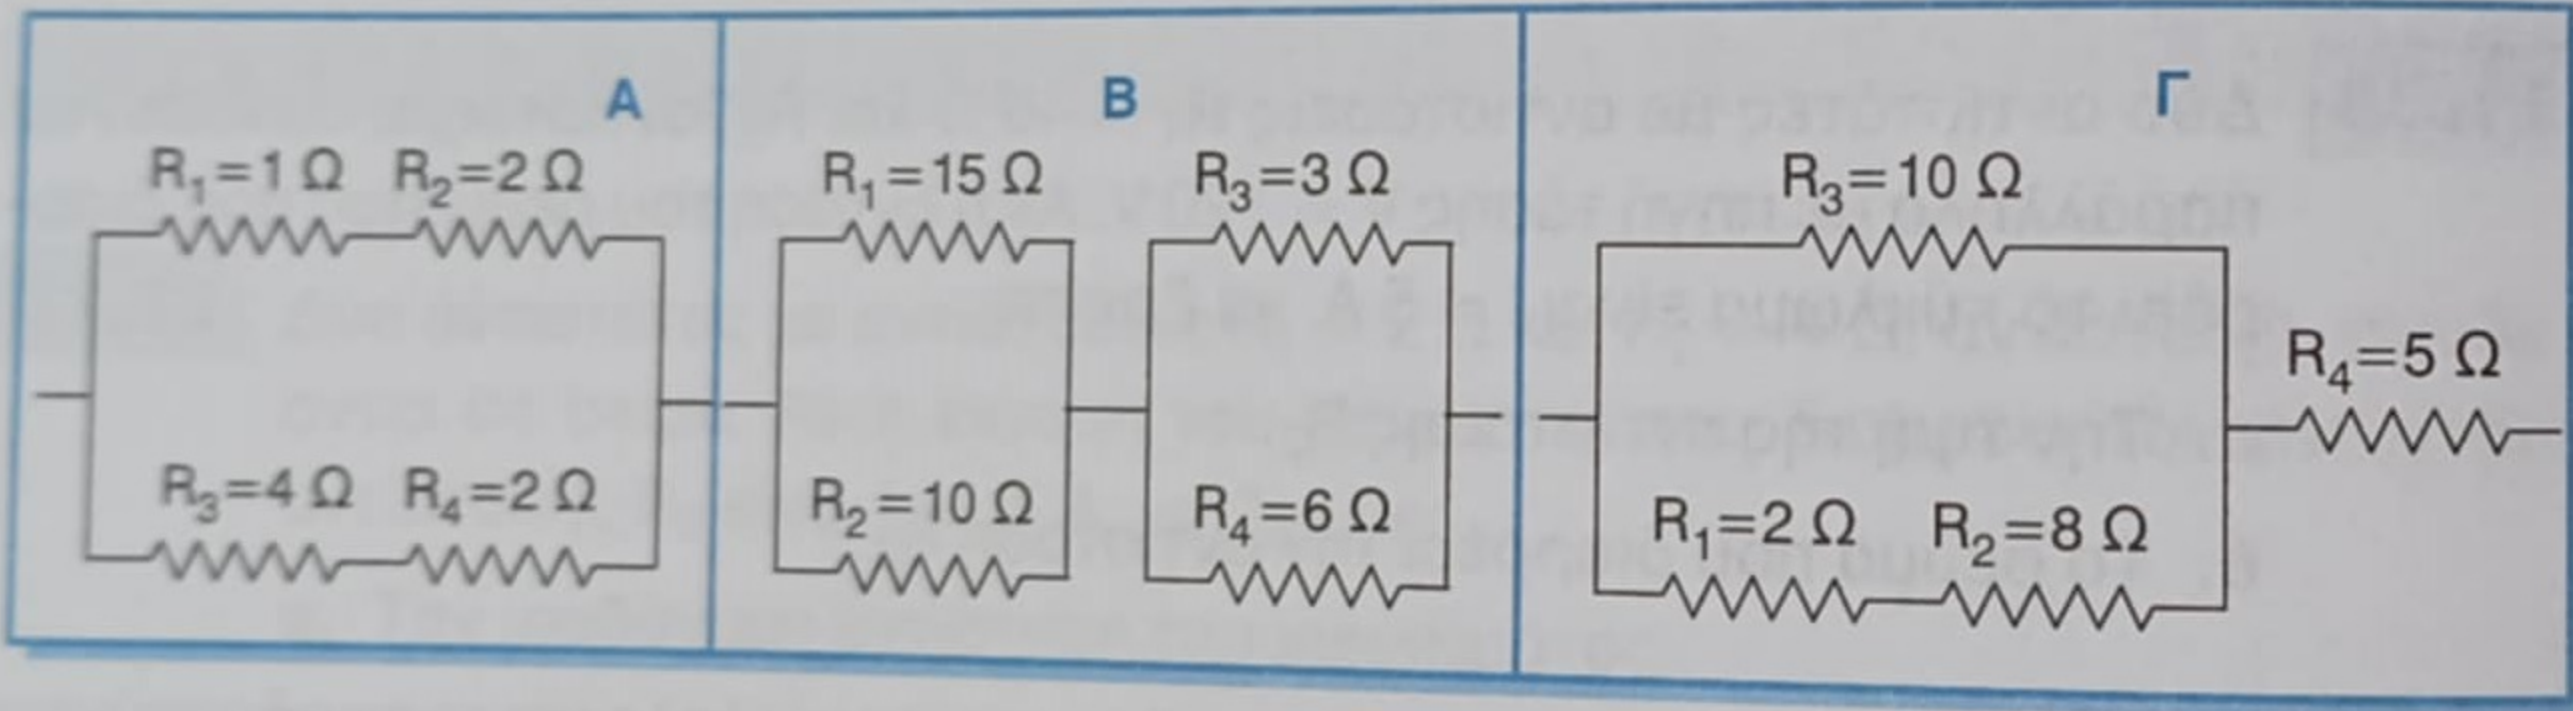 Α
R₁=1 Ω R₂=2 Ω
R₃=4 Ω R₄=2 Ω
Β
R₁=15 Ω R₃=3 Ω
R₂=10 Ω R₄=6 Ω
Γ
R₃=10 Ω
R₄=5 Ω
R₁=2 Ω R₂=8 Ω